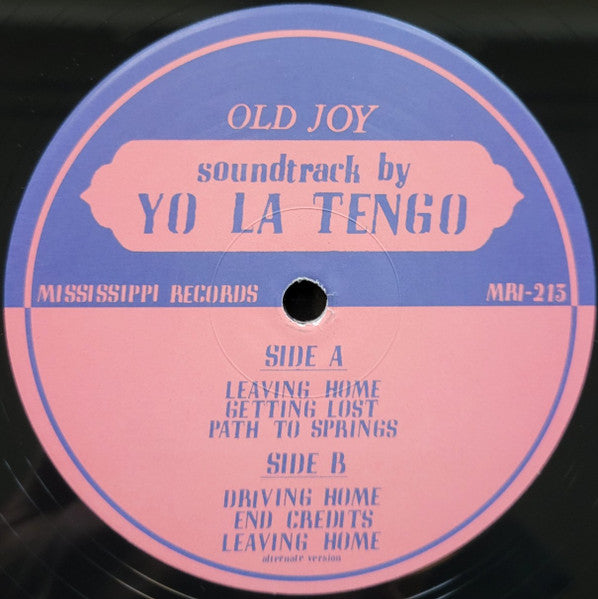 OLD JOY
soundtrack by
YO LA TENGO
MISSISSIPPI RECORDS MRI-213
SIDE A
LEAVING HOME
GETTING LOST
PATH TO SPRINGS
SIDE B
DRIVING HOME
END CREDITS
LEAVING HOME
alternate version